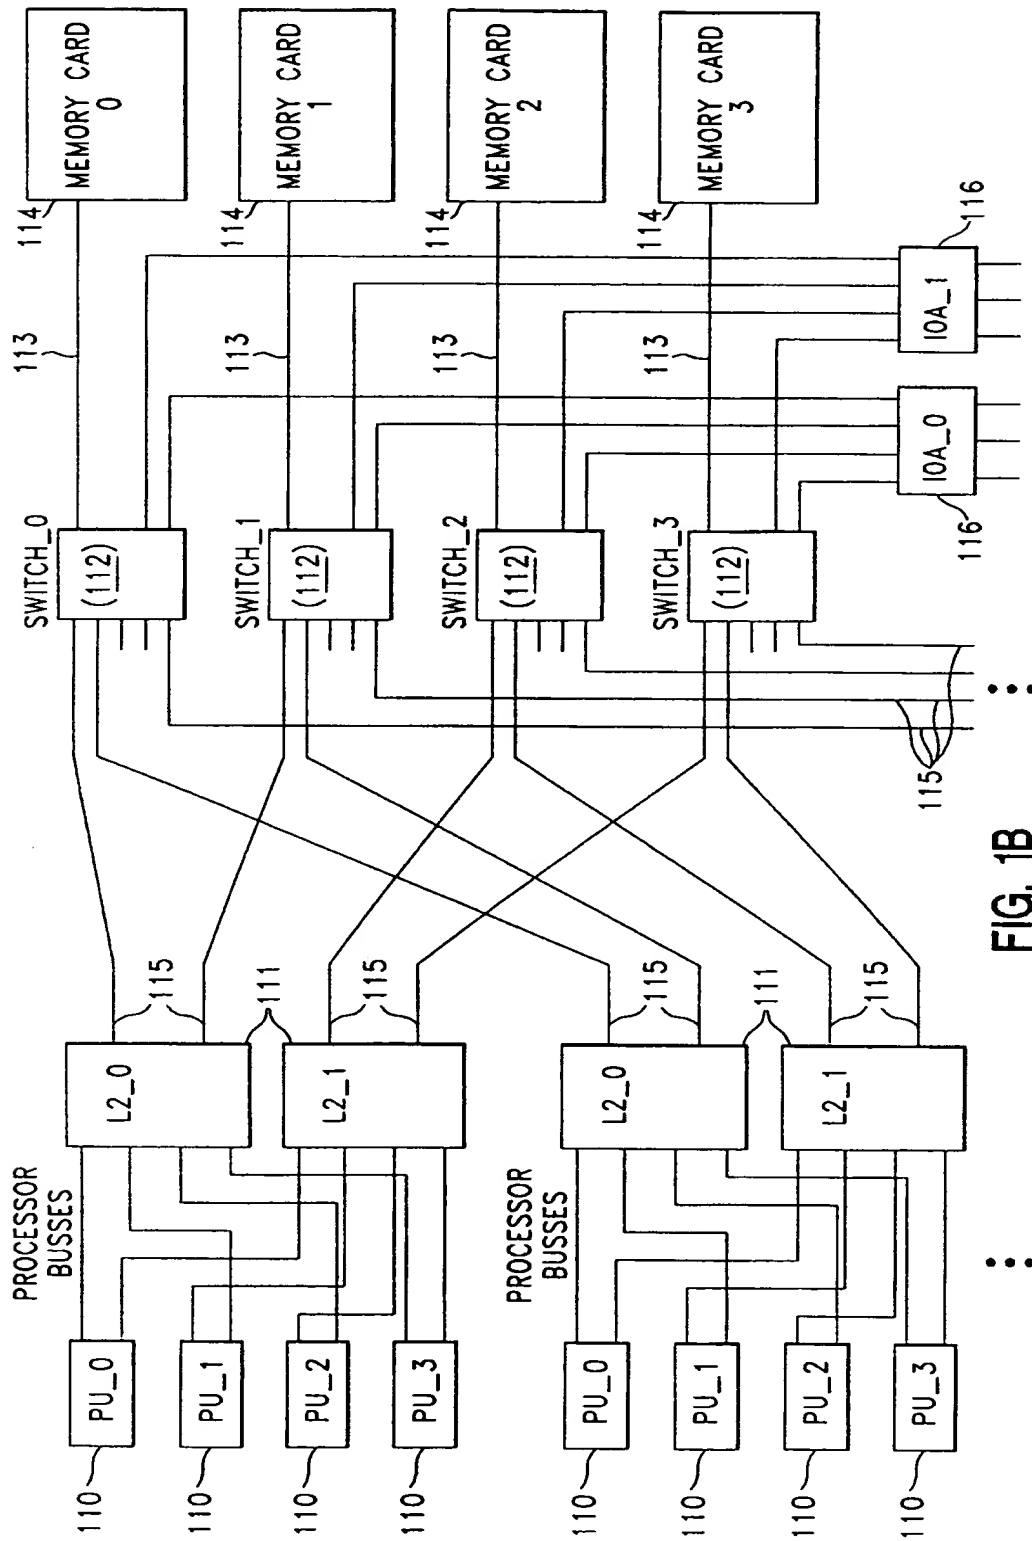 110
PU_0
110
PU_1
110
PU_2
110
PU_3
PROCESSOR
BUSSES
L2_0
115
111
L2_1
115
110
PU_0
110
PU_1
110
PU_2
110
PU_3
PROCESSOR
BUSSES
L2_0
115
111
L2_1
115
SWITCH_0
(112)
113
114
MEMORY CARD
0
SWITCH_1
(112)
113
114
MEMORY CARD
1
SWITCH_2
(112)
113
114
MEMORY CARD
2
SWITCH_3
(112)
113
114
MEMORY CARD
3
115
116
IOA_0
IOA_1
116
FIG. 1B